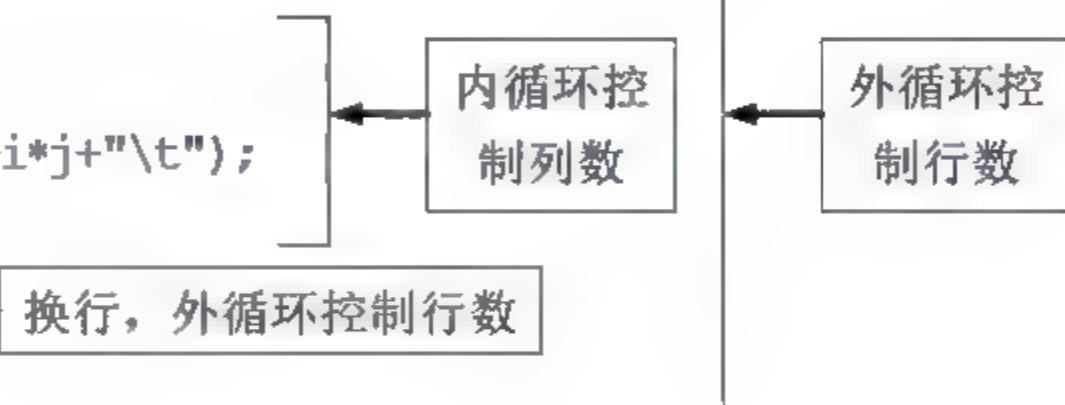 内循环控
制列数
外循环控
制行数
i*j+"\t");
换行，外循环控制行数